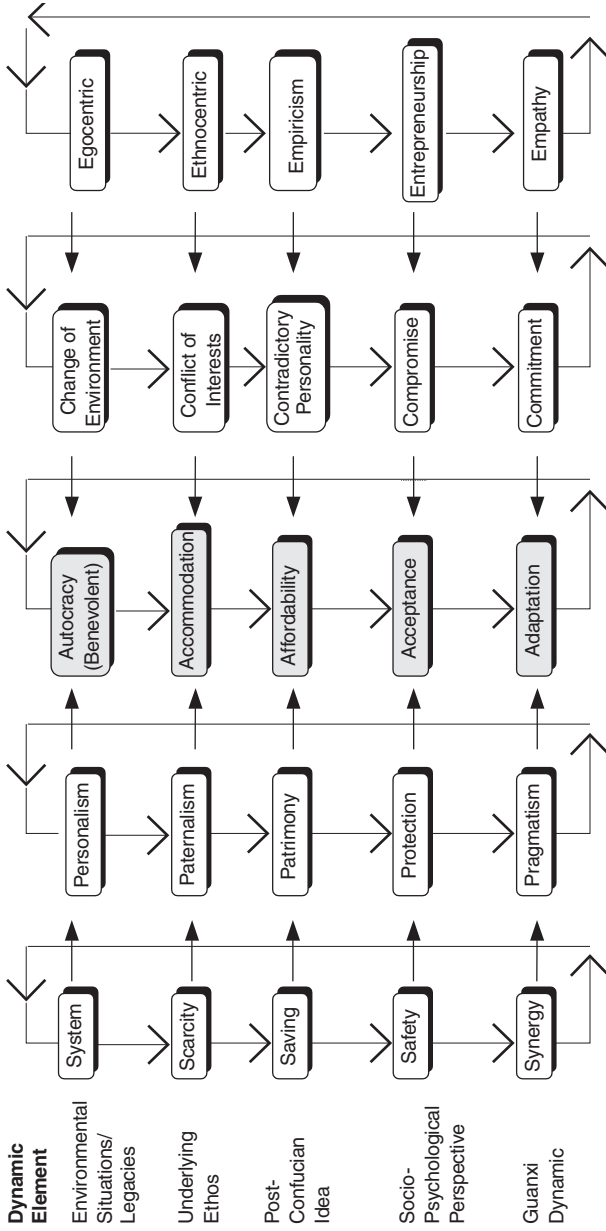 Dynamic
Element
Environmental
Situations/
Legacies
System
Personalism
Autocracy
(Benevolent)
Change of
Environment
Egocentric
Underlying
Ethos
Scarcity
Paternalism
Accommodation
Conflict of
Interests
Ethnocentric
Post-
Confucian
Idea
Saving
Patrimony
Affordability
Contradictory
Personality
Empiricism
Socio-
Psychological
Perspective
Safety
Protection
Acceptance
Compromise
Entrepreneurship
Guanxi
Dynamic
Synergy
Pragmatism
Adaptation
Commitment
Empathy